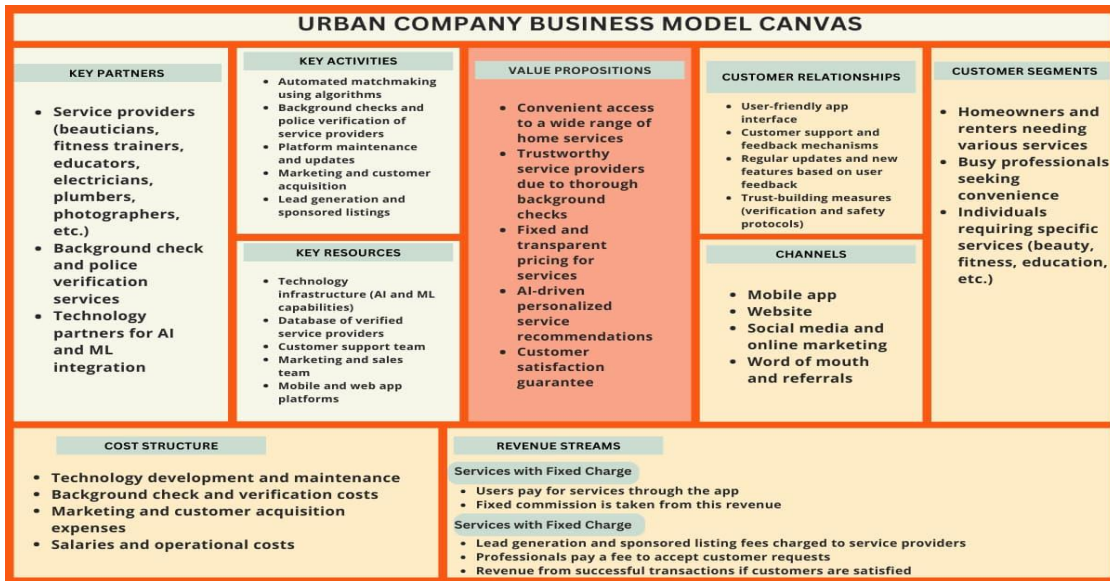 URBAN COMPANY BUSINESS MODEL CANVAS
KEY PARTNERS
• Service providers
(beauticians,
fitness trainers,
educators,
electricians,
plumbers,
photographers,
etc.)
• Background check
and police
verification
services
• Technology
partners for AI
and ML
integration
KEY ACTIVITIES
• Automated matchmaking
using algorithms
• Background checks and
police verification of
service providers
• Platform maintenance
and updates
• Marketing and customer
acquisition
• Lead generation and
sponsored listings
KEY RESOURCES
• Technology
infrastructure (AI and ML
capabilities)
• Database of verified
service providers
• Customer support team
• Marketing and sales
team
• Mobile and web app
platforms
VALUE PROPOSITIONS
• Convenient access
to a wide range of
home services
• Trustworthy
service providers
due to thorough
background
checks
• Fixed and
transparent
pricing for
services
• AI-driven
personalized
service
recommendations
• Customer
satisfaction
guarantee
CUSTOMER RELATIONSHIPS
• User-friendly app
interface
• Customer support and
feedback mechanisms
• Regular updates and new
features based on user
feedback
• Trust-building measures
(verification and safety
protocols)
CHANNELS
• Mobile app
• Website
• Social media and
online marketing
• Word of mouth
and referrals
CUSTOMER SEGMENTS
• Homeowners and
renters needing
various services
• Busy professionals
seeking
convenience
• Individuals
requiring specific
services (beauty,
fitness, education,
etc.)
COST STRUCTURE
• Technology development and maintenance
• Background check and verification costs
• Marketing and customer acquisition
expenses
• Salaries and operational costs
REVENUE STREAMS
Services with Fixed Charge
• Users pay for services through the app
• Fixed commission is taken from this revenue
Services with Fixed Charge
• Lead generation and sponsored listing fees charged to service providers
• Professionals pay a fee to accept customer requests
• Revenue from successful transactions if customers are satisfied